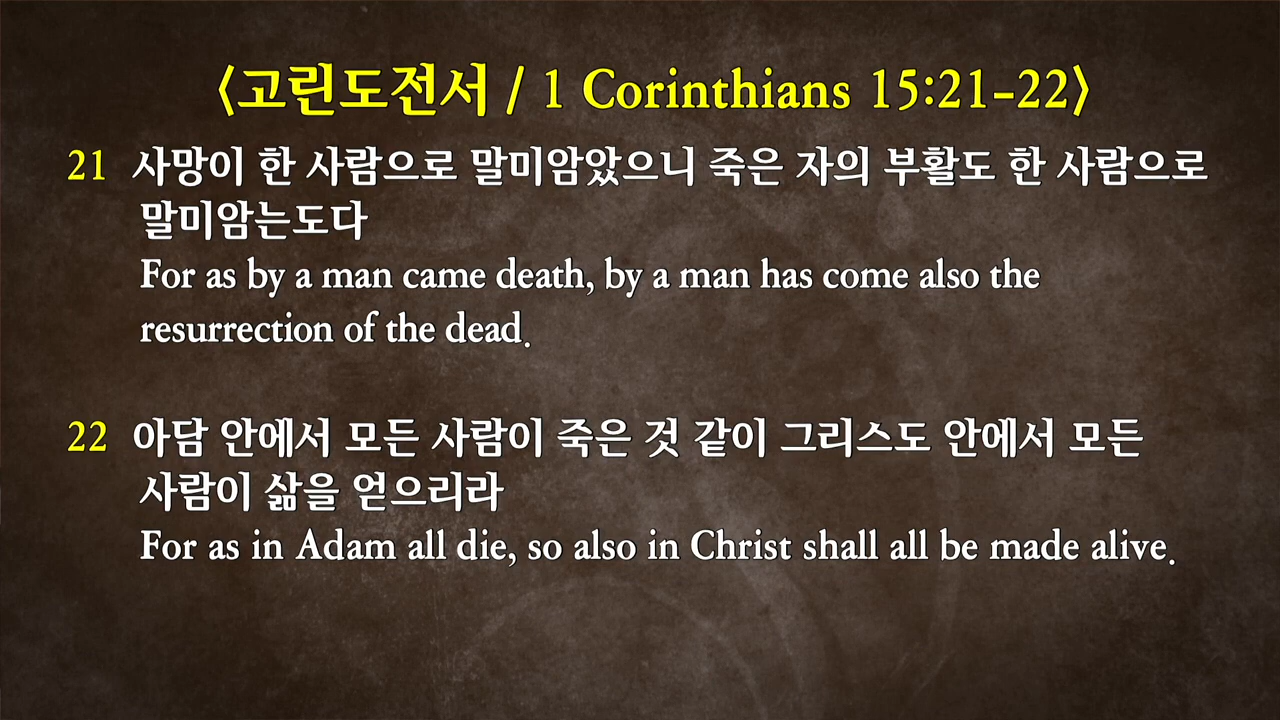 〈고린도전서 / 1 Corinthians 15:21-22〉
21 사망이 한 사람으로 말미암았으니 죽은 자의 부활도 한 사람으로
말미암는도다
For as by a man came death, by a man has come also the
resurrection of the dead.
22 아담 안에서 모든 사람이 죽은 것 같이 그리스도 안에서 모든
사람이 삶을 얻으리라
For as in Adam all die, so also in Christ shall all be made alive.